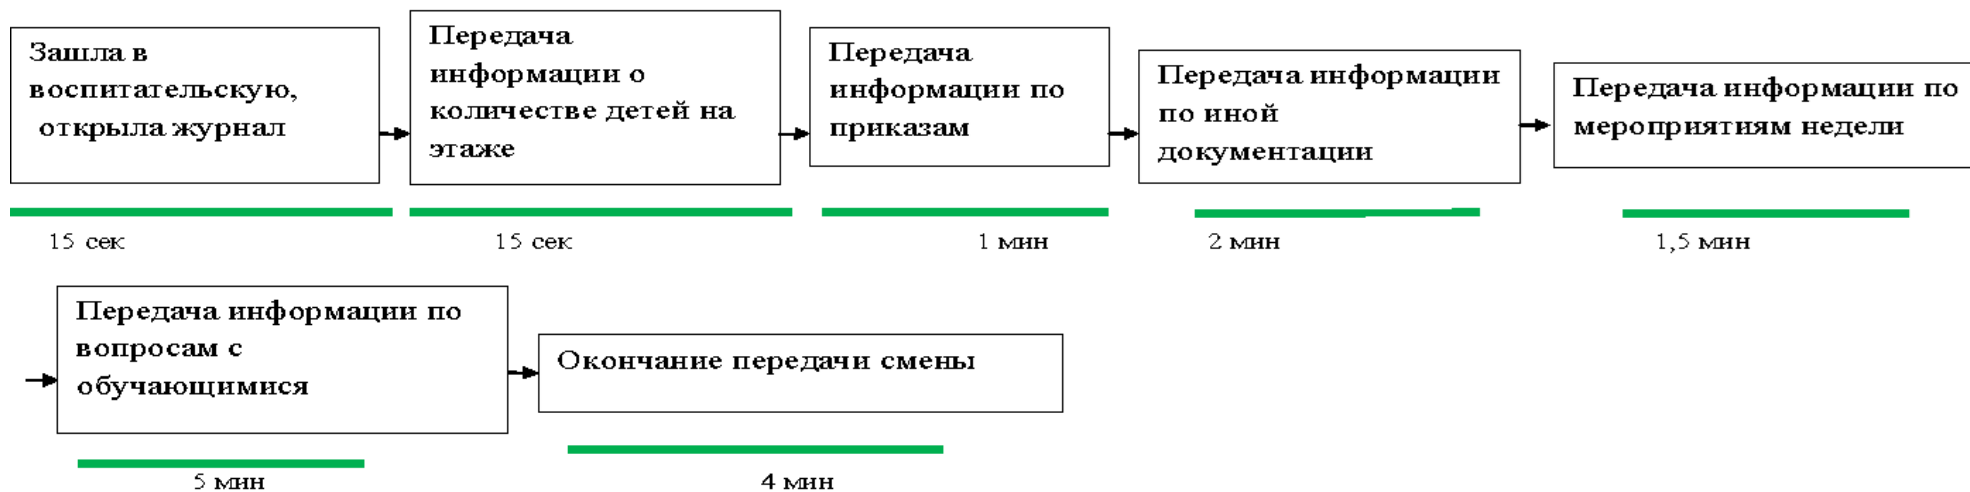 Зашла в
воспитательскую,
открыла журнал
Передача
информации о
количестве детей на
этаже
Передача
информации по
приказам
Передача информации
по иной
документации
Передача информации по
мероприятиям недели
15 сек
15 сек
1 мин
2 мин
1,5 мин
Передача информации по
вопросам с
обучающимися
Окончание передачи смены
5 мин
4 мин